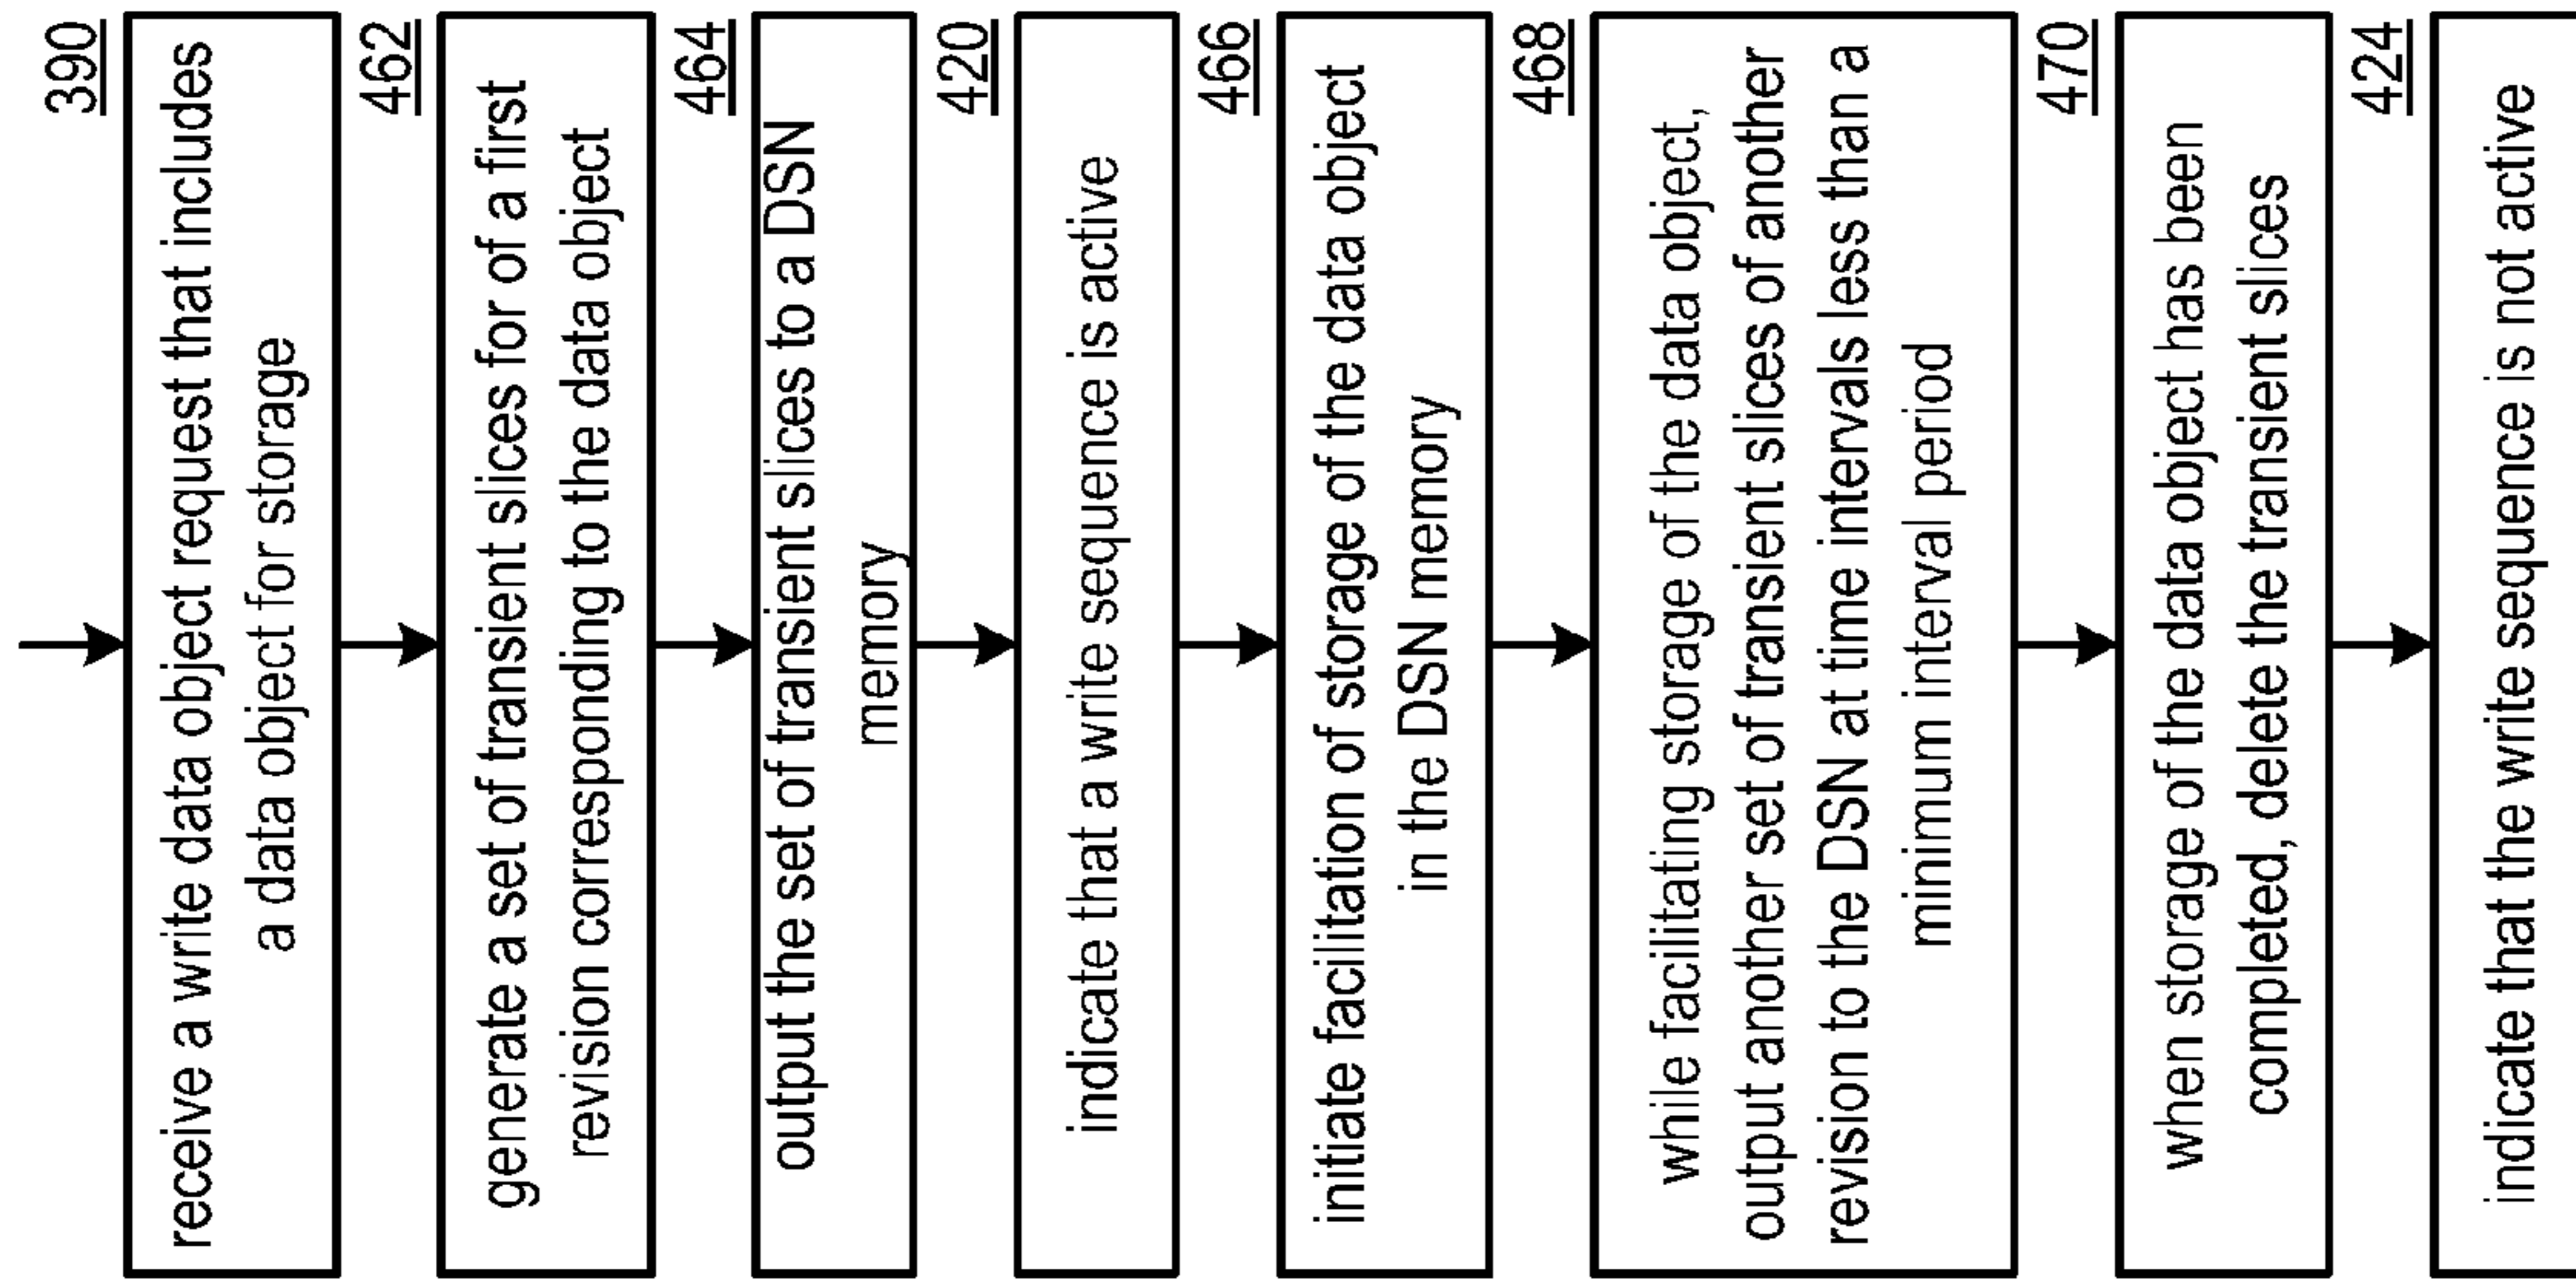 390
receive a write data object request that includes
a data object for storage
462
generate a set of transient slices for of a first
revision corresponding to the data object
464
output the set of transient slices to a DSN
memory
420
indicate that a write sequence is active
466
initiate facilitation of storage of the data object
in the DSN memory
468
while facilitating storage of the data object,
output another set of transient slices of another
revision to the DSN at time intervals less than a
minimum interval period
470
when storage of the data object has been
completed, delete the transient slices
424
indicate that the write sequence is not active